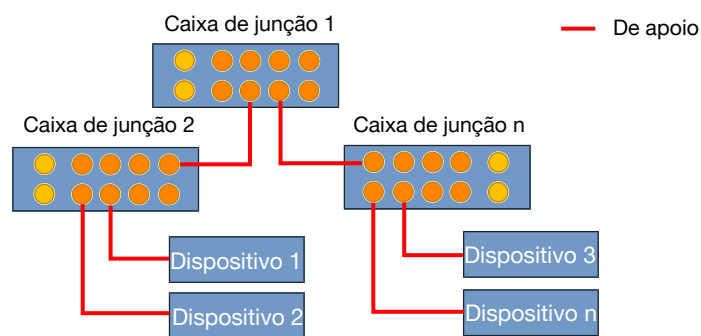 Caixa de junção 1
De apoio
Caixa de junção 2
Caixa de junção n
Dispositivo 1
Dispositivo 3
Dispositivo 2
Dispositivo n